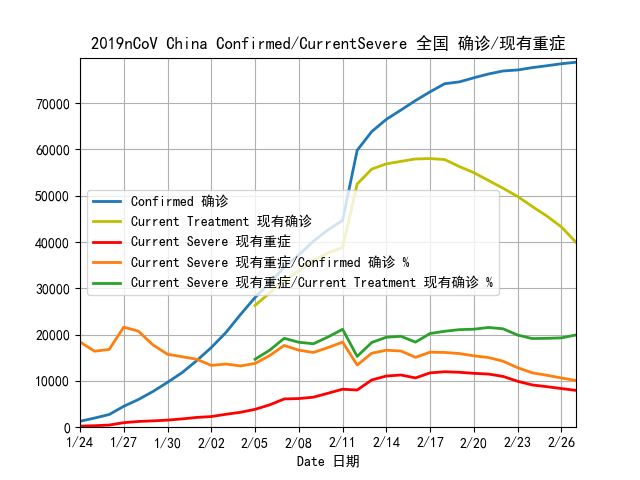 2019nCoV China Confirmed/CurrentSevere 全国 确诊/现有重症
70000
60000
50000
40000
30000
20000
10000
0
Confirmed 确诊
Current Treatment 现有确诊
Current Severe 现有重症
Current Severe 现有重症/Confirmed 确诊 %
Current Severe 现有重症/Current Treatment 现有确诊 %
1/24 1/27 1/30 2/02 2/05 2/08 2/11 2/14 2/17 2/20 2/23 2/26
Date 日期